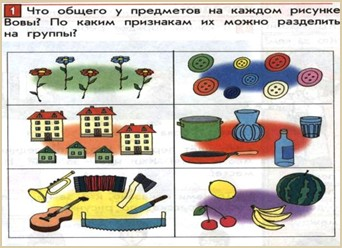 1 Что общего у предметов на каждом рисунке
Вовы? По каким признакам их можно разделить
на группы?